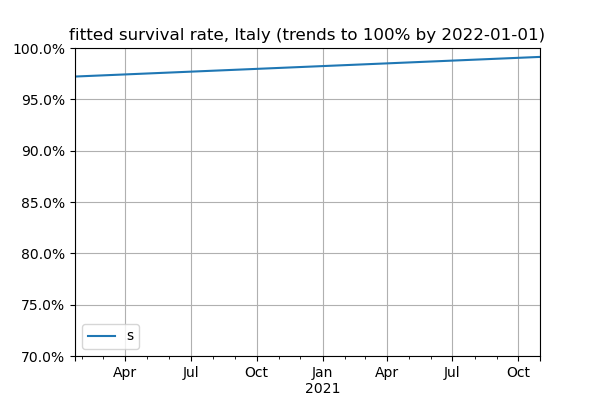 fitted survival rate, Italy (trends to 100% by 2022-01-01)
100.0%
95.0%
90.0%
85.0%
80.0%
75.0%
70.0%
s
Apr Jul Oct Jan Apr Jul Oct
2021